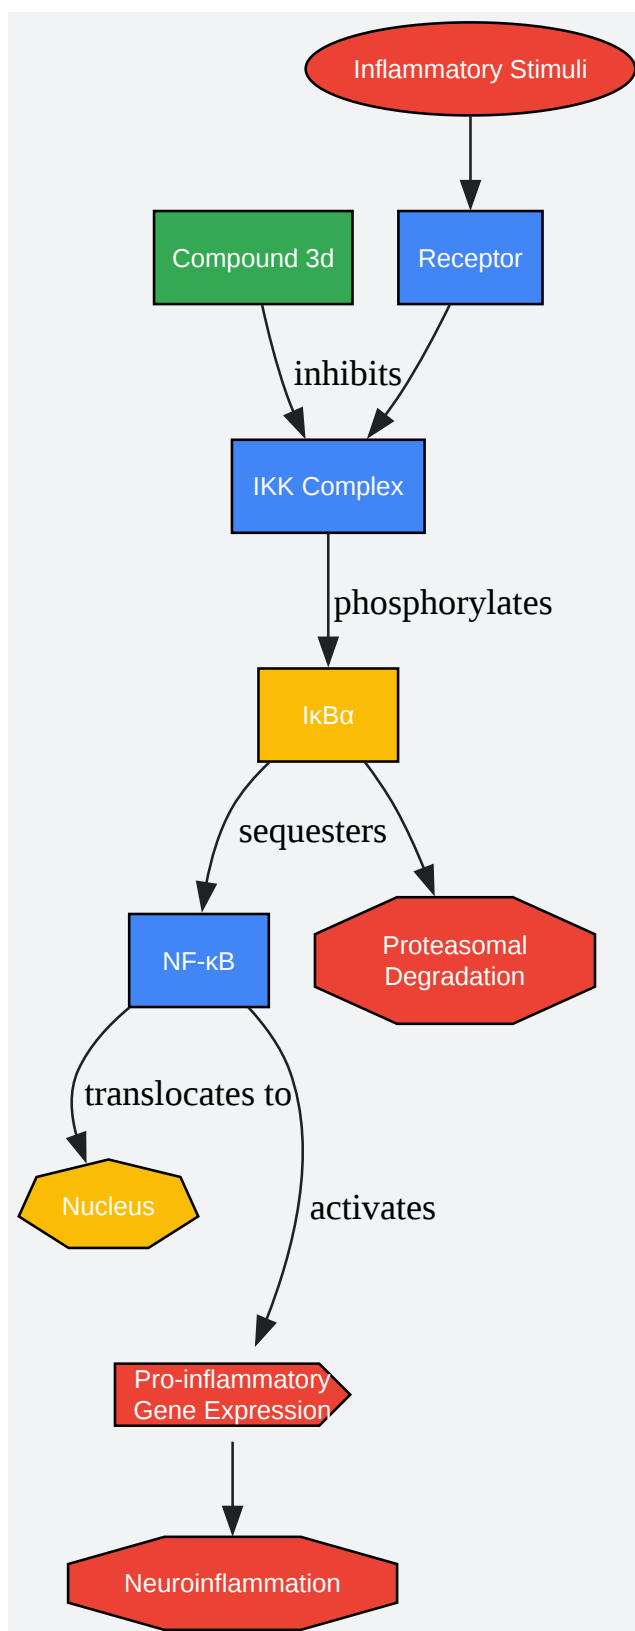 Inflammatory Stimuli
Compound 3d
Receptor
inhibits
IKK Complex
phosphorylates
IκBα
sequesters
NF-κB
Proteasomal
Degradation
translocates to
Nucleus
activates
Pro-inflammatory
Gene Expression
Neuroinflammation